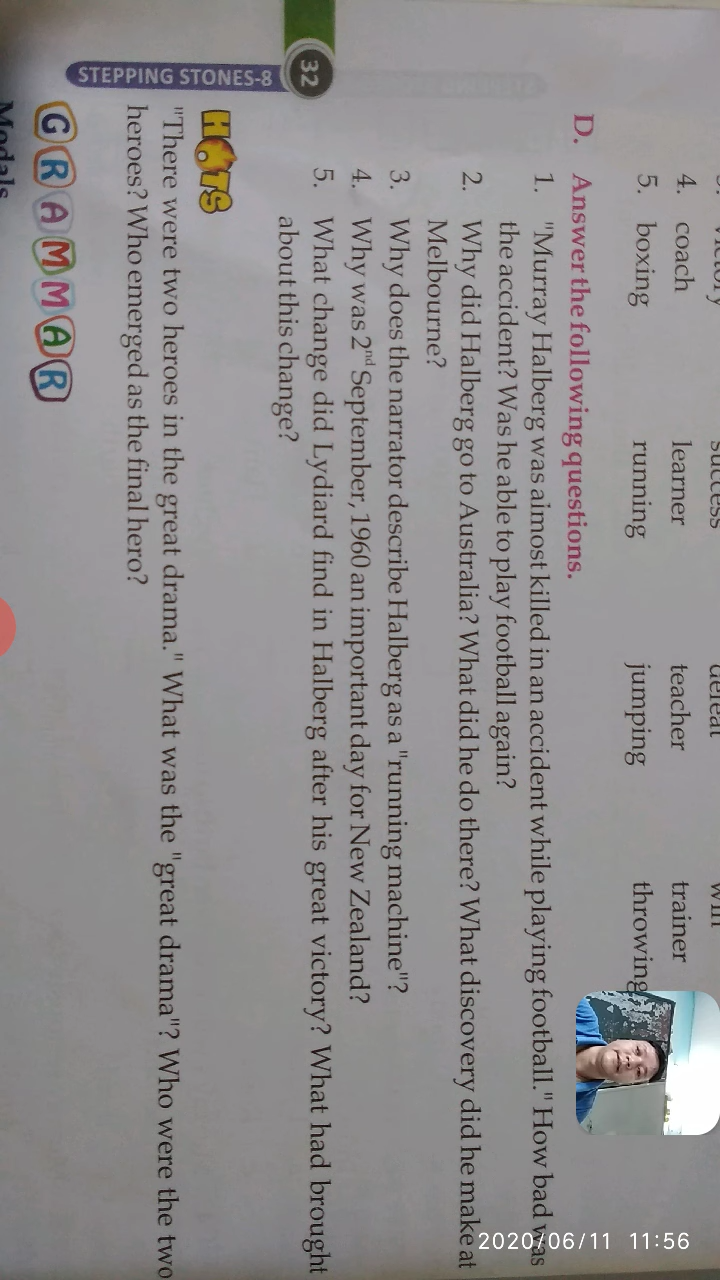 4. coach learner teacher trainer
5. boxing running jumping throwing
D. Answer the following questions.
1. "Murray Halberg was almost killed in an accident while playing football." How bad was
the accident? Was he able to play football again?
2. Why did Halberg go to Australia? What did he do there? What discovery did he make at
Melbourne?
3. Why does the narrator describe Halberg as a "running machine"?
4. Why was 2nd September, 1960 an important day for New Zealand?
5. What change did Lydiard find in Halberg after his great victory? What had brought
about this change?
HOTS
"There were two heroes in the great drama." What was the "great drama"? Who were the two
heroes? Who emerged as the final hero?
GRAMMAR
Modals
32
STEPPING STONES-8
2020/06/11 11:56